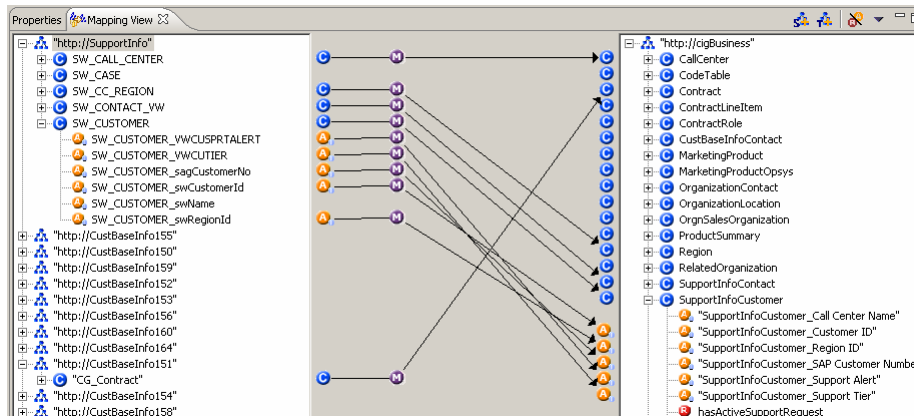 Properties Mapping View
"http://SupportInfo"
C SW_CALL_CENTER
C SW_CASE
C SW_CC_REGION
C SW_CONTACT_VW
C SW_CUSTOMER
A SW_CUSTOMER_VWCUSPRTALERT
A SW_CUSTOMER_VWCUTIER
A SW_CUSTOMER_sagCustomerNo
A SW_CUSTOMER_swCustomerId
A SW_CUSTOMER_swName
A SW_CUSTOMER_swRegionId
"http://CustBaseInfo155"
"http://CustBaseInfo150"
"http://CustBaseInfo159"
"http://CustBaseInfo152"
"http://CustBaseInfo153"
"http://CustBaseInfo156"
"http://CustBaseInfo160"
"http://CustBaseInfo164"
"http://CustBaseInfo151"
C "CG_Contract"
"http://CustBaseInfo154"
"http://CustBaseInfo158"
C M C
C
C M C
C M C
C M C
A M C
A M C
A M C
A M C
C
A M C
C
C
C
C
C
A
A
A
A
C M A
"http://cigBusiness"
C CallCenter
C CodeTable
C Contract
C ContractLineItem
C ContractRole
C CustBaseInfoContact
C MarketingProduct
C MarketingProductOpsys
C OrganizationContact
C OrganizationLocation
C OrgnSalesOrganization
C ProductSummary
C Region
C RelatedOrganization
C SupportInfoContact
C SupportInfoCustomer
A "SupportInfoCustomer_Call Center Name"
A "SupportInfoCustomer_Customer ID"
A "SupportInfoCustomer_Region ID"
A "SupportInfoCustomer_SAP Customer Numbe
A "SupportInfoCustomer_Support Alert"
A "SupportInfoCustomer_Support Tier"
R hasActiveSupportRequest